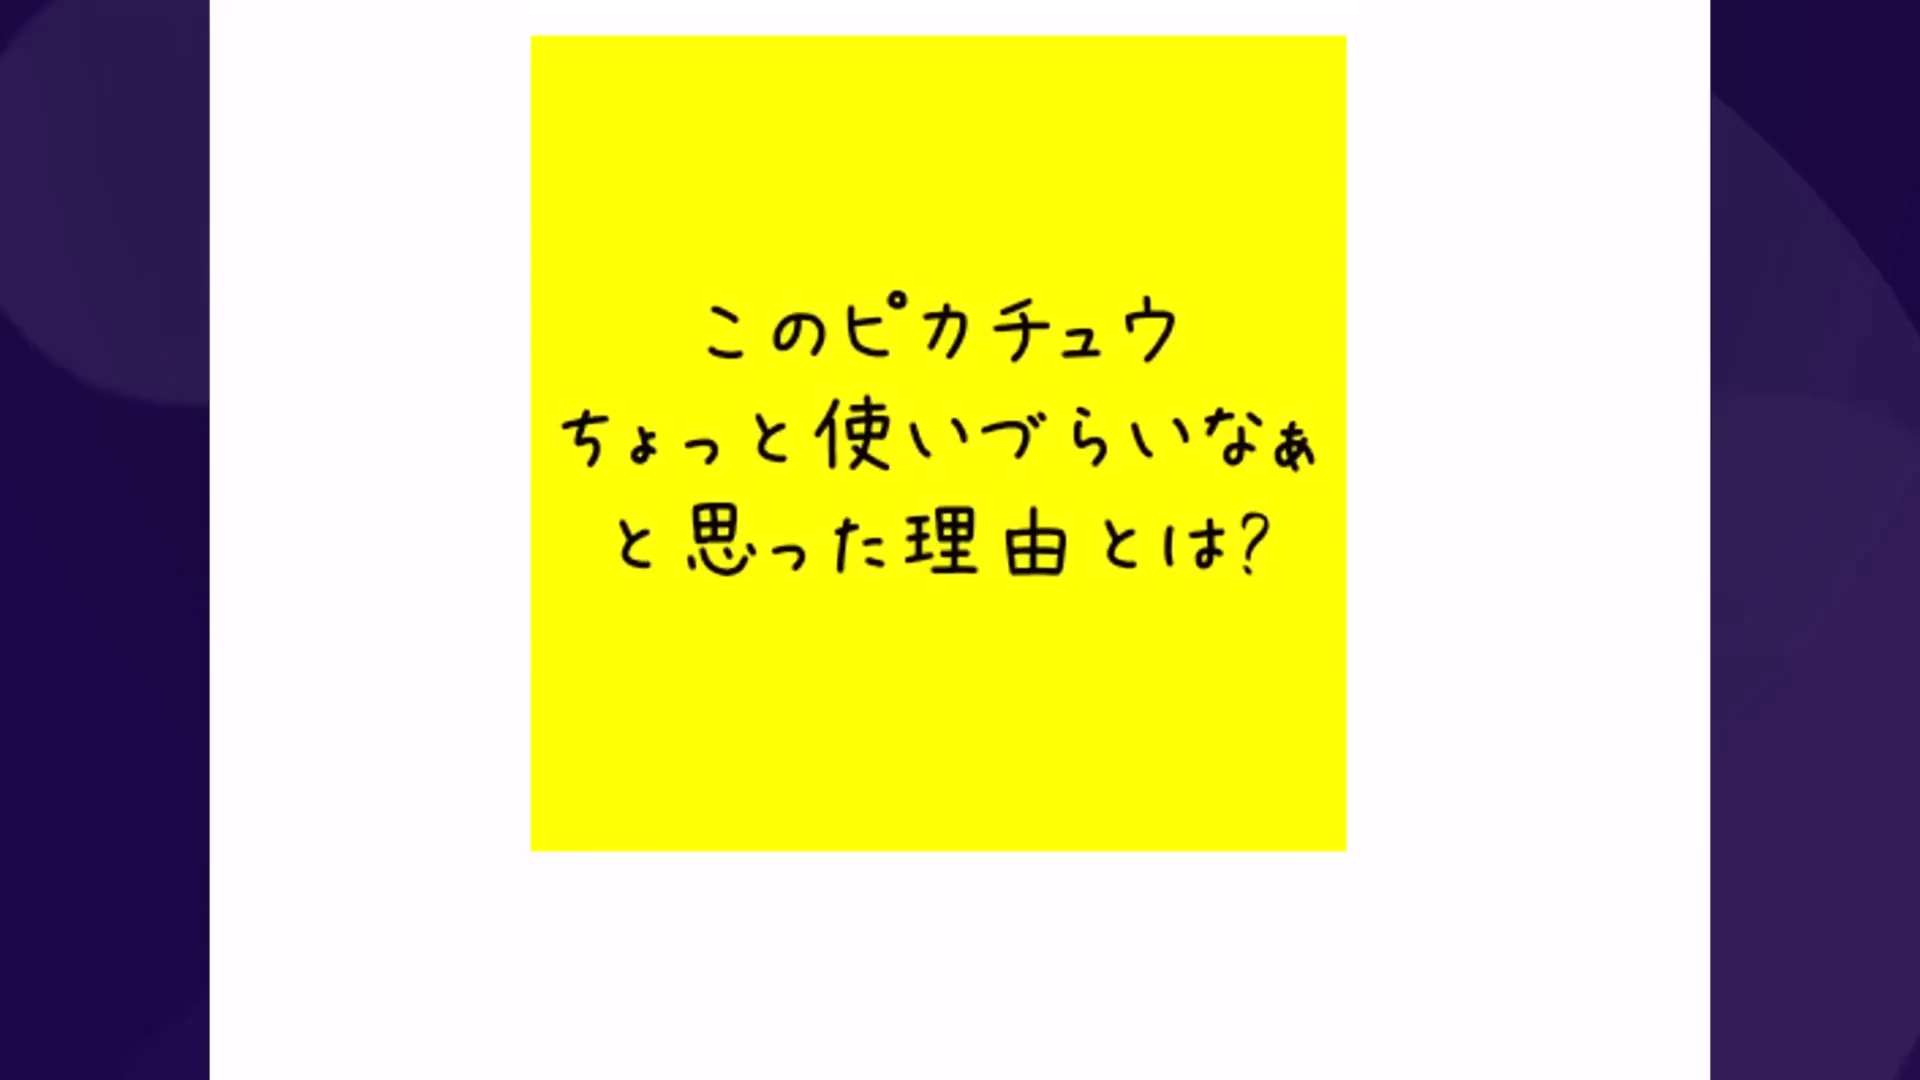 このピカチュウ
ちょっと使いづらいなぁ
と思った理由とは?